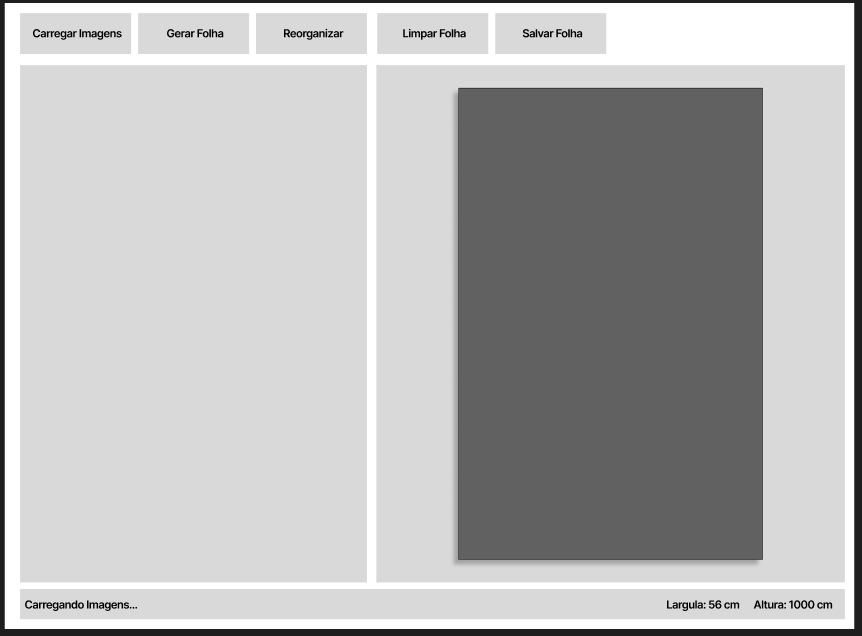 Carregar Imagens
Gerar Folha
Reorganizar
Limpar Folha
Salvar Folha
Carregando Imagens...
Largula: 56 cm
Altura: 1000 cm